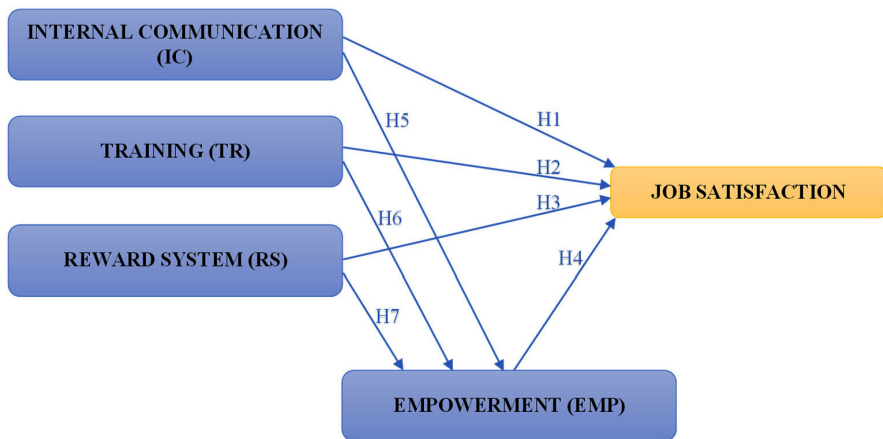 INTERNAL COMMUNICATION
(IC)
H5
H1
TRAINING (TR)
H2
JOB SATISFACTION
H3
H6
REWARD SYSTEM (RS)
H4
H7
EMPOWERMENT (EMP)